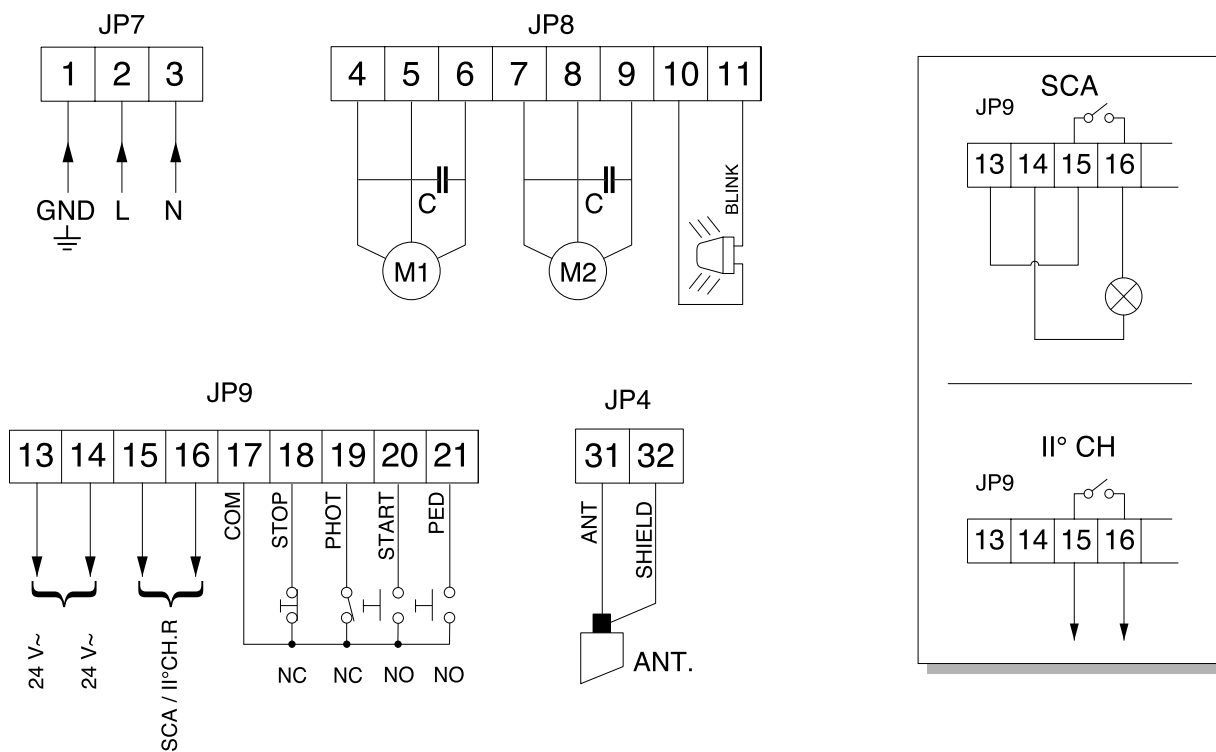 JP7
1 2 3
GND L N
JP8
4 5 6 7 8 9 10 11
C
C
BLINK
M1
M2
JP9
13 14 15 16 17 18 19 20 21
COM
STOP
PHOT
START
PED
24 V~
24 V~
SCA / II°CH.R
NC NC NO NO
JP4
31 32
ANT
SHIELD
ANT.
SCA
JP9
13 14 15 16
II° CH
JP9
13 14 15 16